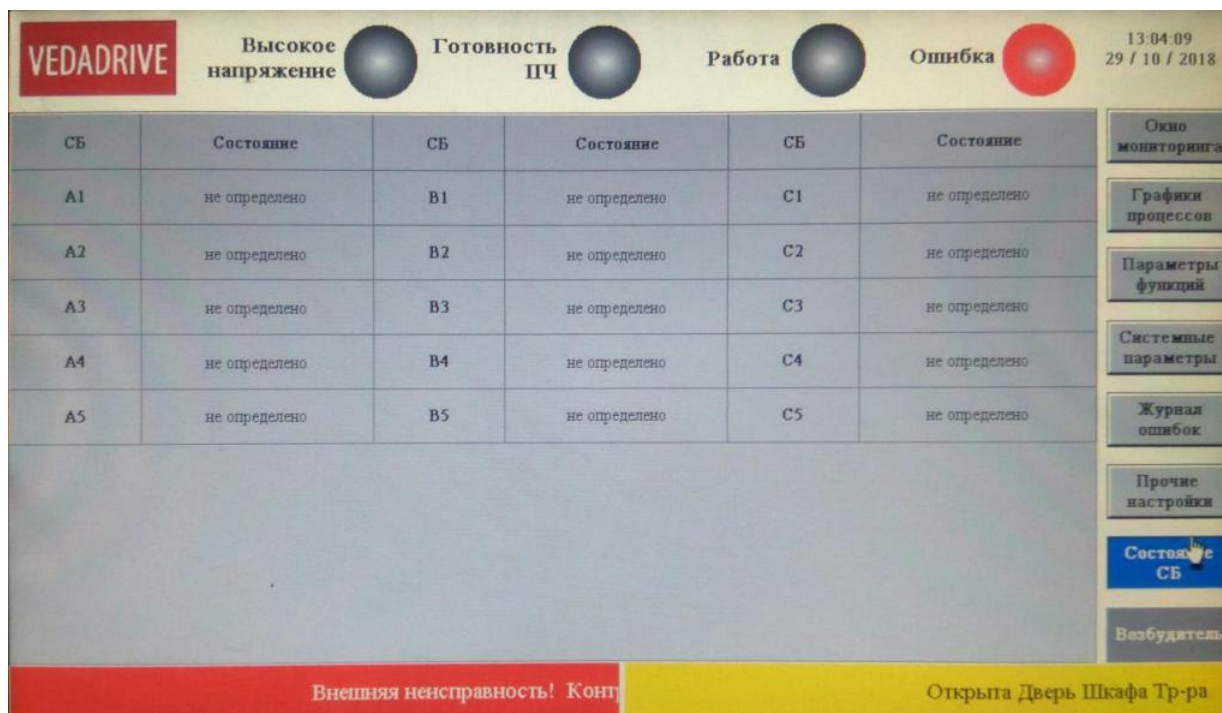 VEDADRIVE
Высокое
напряжение
Готовность
ПЧ
Работа
Ошибка
13:04:09
29 / 10 / 2018
СБ Состояние СБ Состояние СБ Состояние
A1 не определено B1 не определено C1 не определено
A2 не определено B2 не определено C2 не определено
A3 не определено B3 не определено C3 не определено
A4 не определено B4 не определено C4 не определено
A5 не определено B5 не определено C5 не определено
Окно
мониторинга
Графики
процессов
Параметры
функций
Системные
параметры
Журнал
ошибок
Прочие
настройки
Состояние
СБ
Возбудитель
Внешняя неисправность! Конт
Открыта Дверь Шкафа Тр-ра